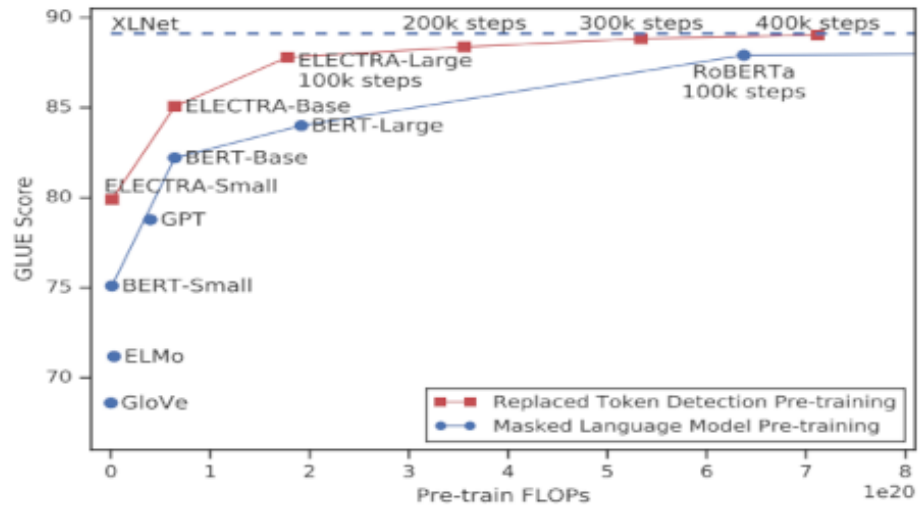 90
XLNet
200k steps
300k steps
400k steps
ELECTRA-Large
100k steps
RoBERTa
100k steps
85
ELECTRA-Base
BERT-Large
BERT-Base
ELECTRA-Small
80
GPT
GLUE Score
75
BERT-Small
ELMo
70
GloVe
Replaced Token Detection Pre-training
Masked Language Model Pre-training
0 1 2 3 4 5 6 7 8
Pre-train FLOPs
1e20